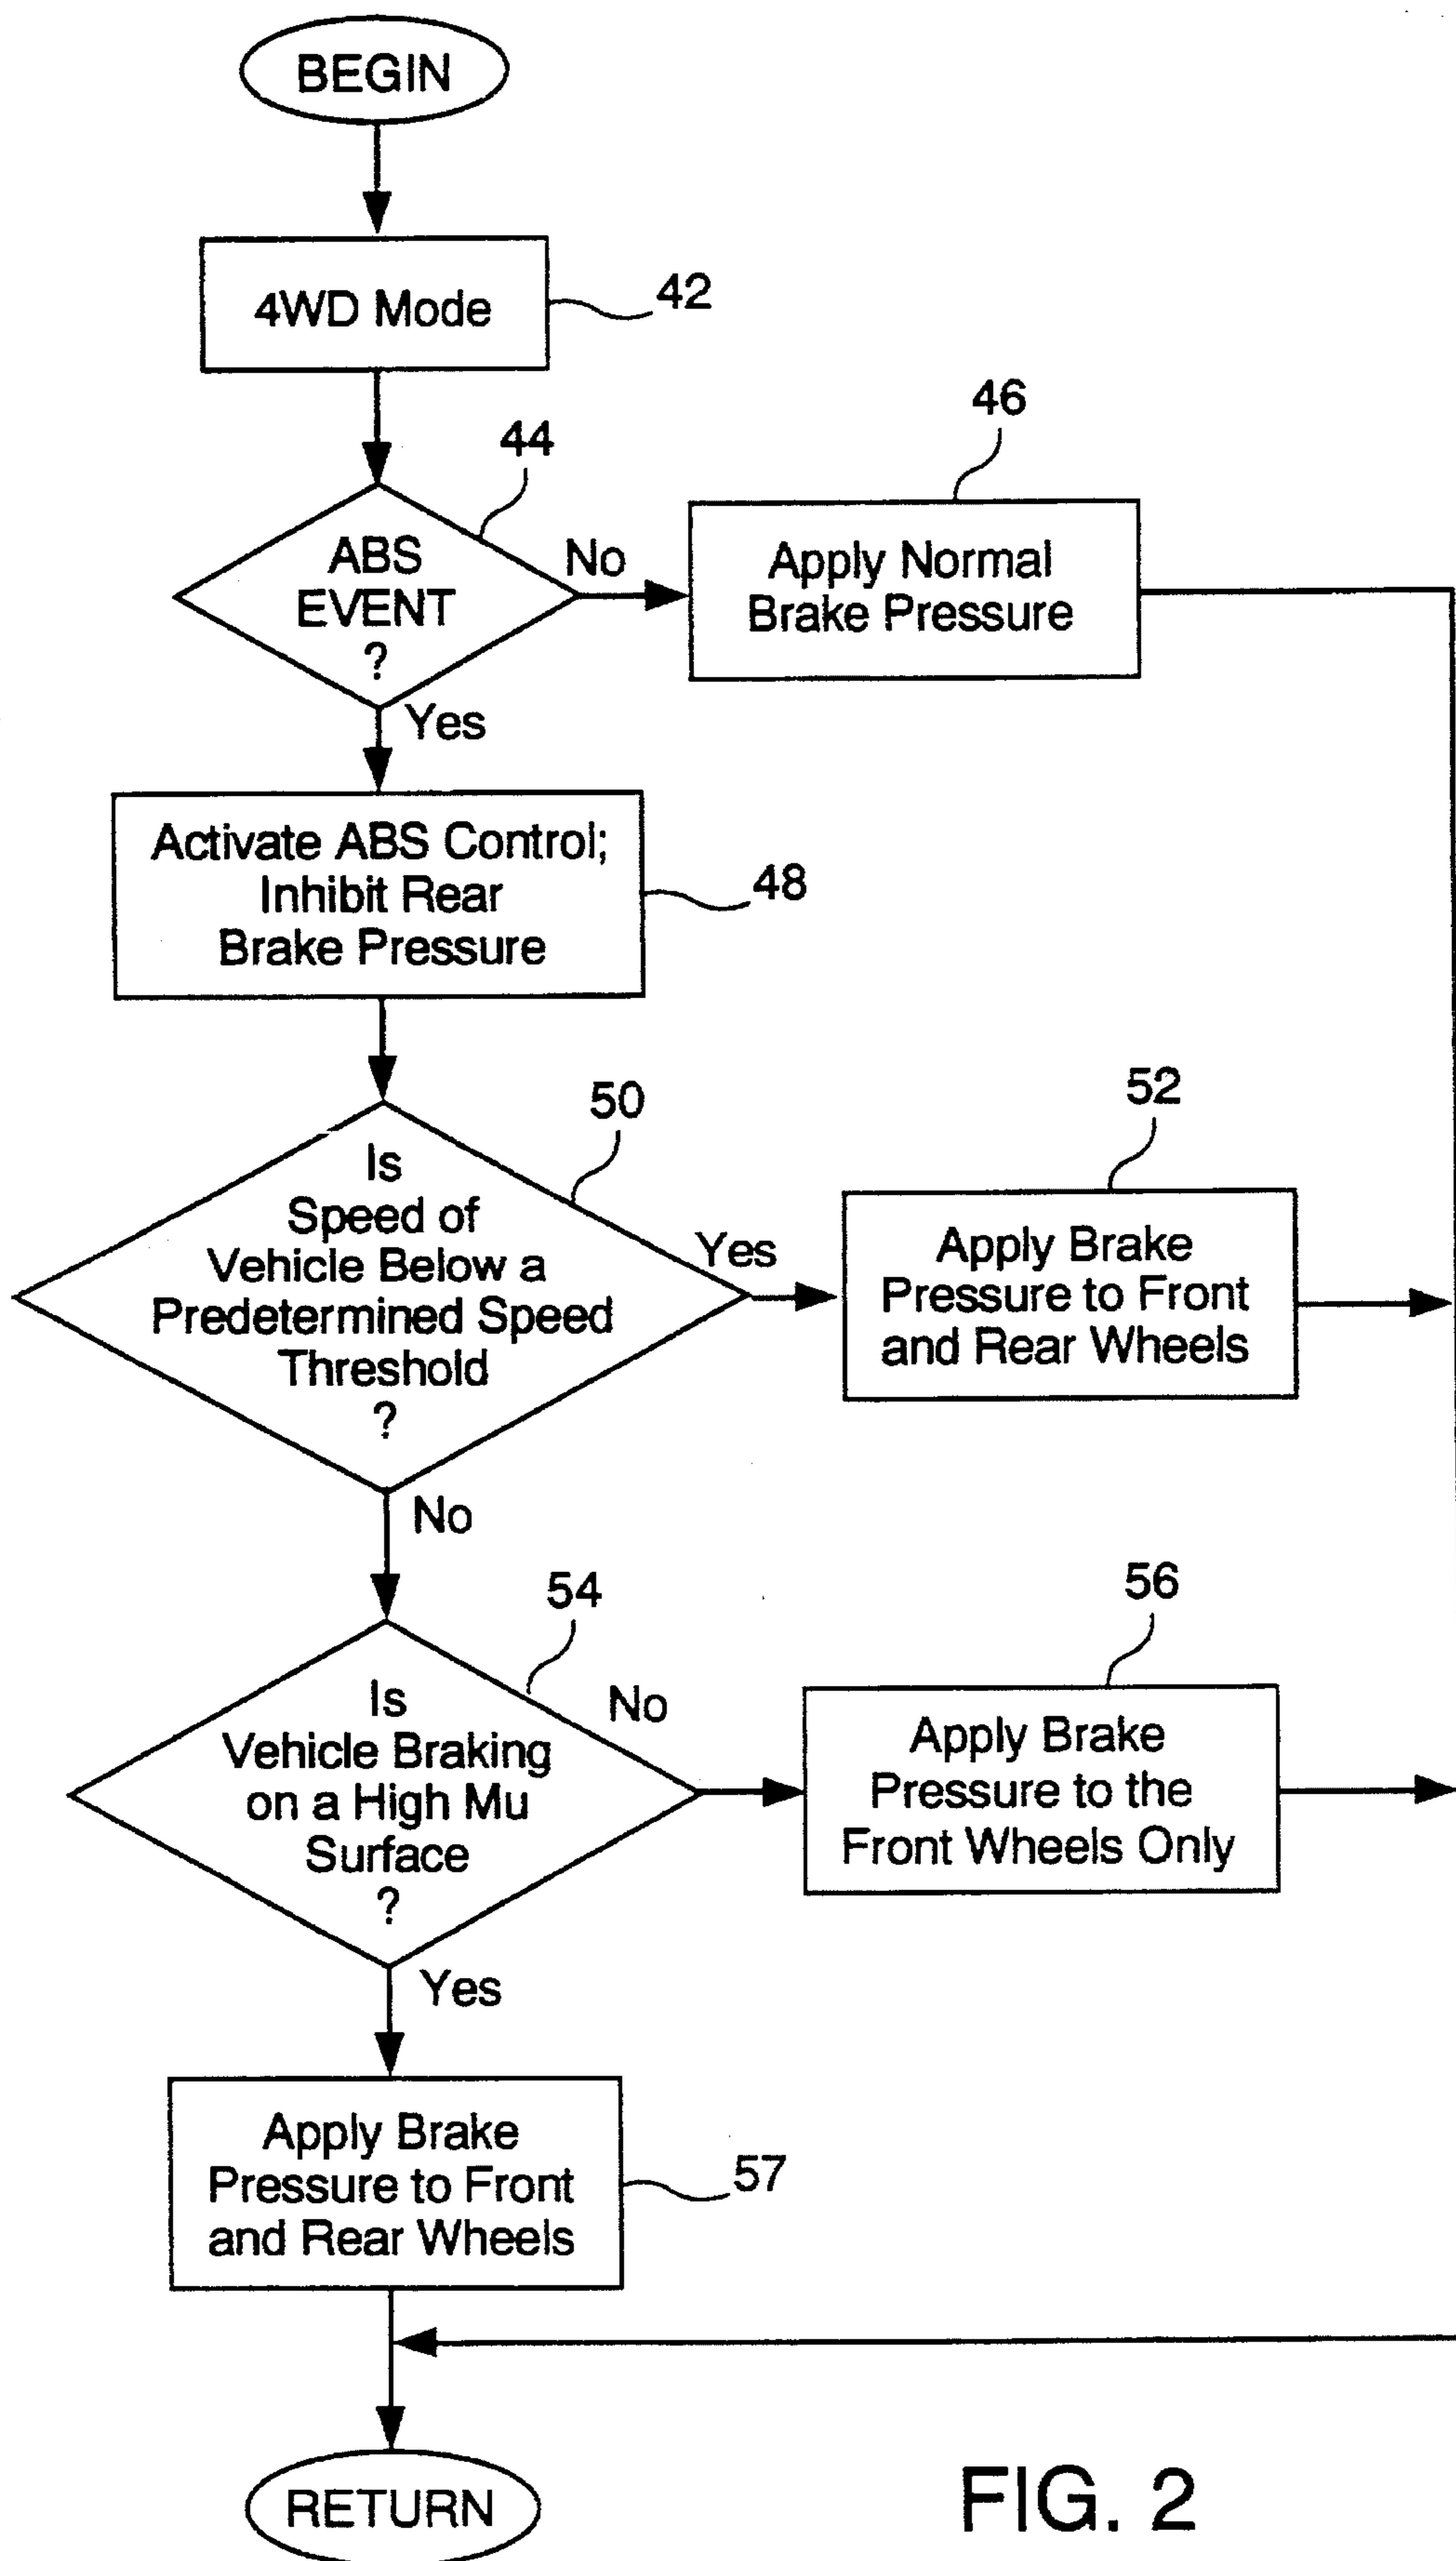 BEGIN
4WD Mode
42
44
46
ABS
EVENT
?
No
Apply Normal
Brake Pressure
Yes
Activate ABS Control;
Inhibit Rear
Brake Pressure
48
50
52
Is
Speed of
Vehicle Below a
Predetermined Speed
Threshold
?
Yes
Apply Brake
Pressure to Front
and Rear Wheels
No
54
56
Is
Vehicle Braking
on a High Mu
Surface
?
No
Apply Brake
Pressure to the
Front Wheels Only
Yes
Apply Brake
Pressure to Front
and Rear Wheels
57
RETURN
FIG. 2